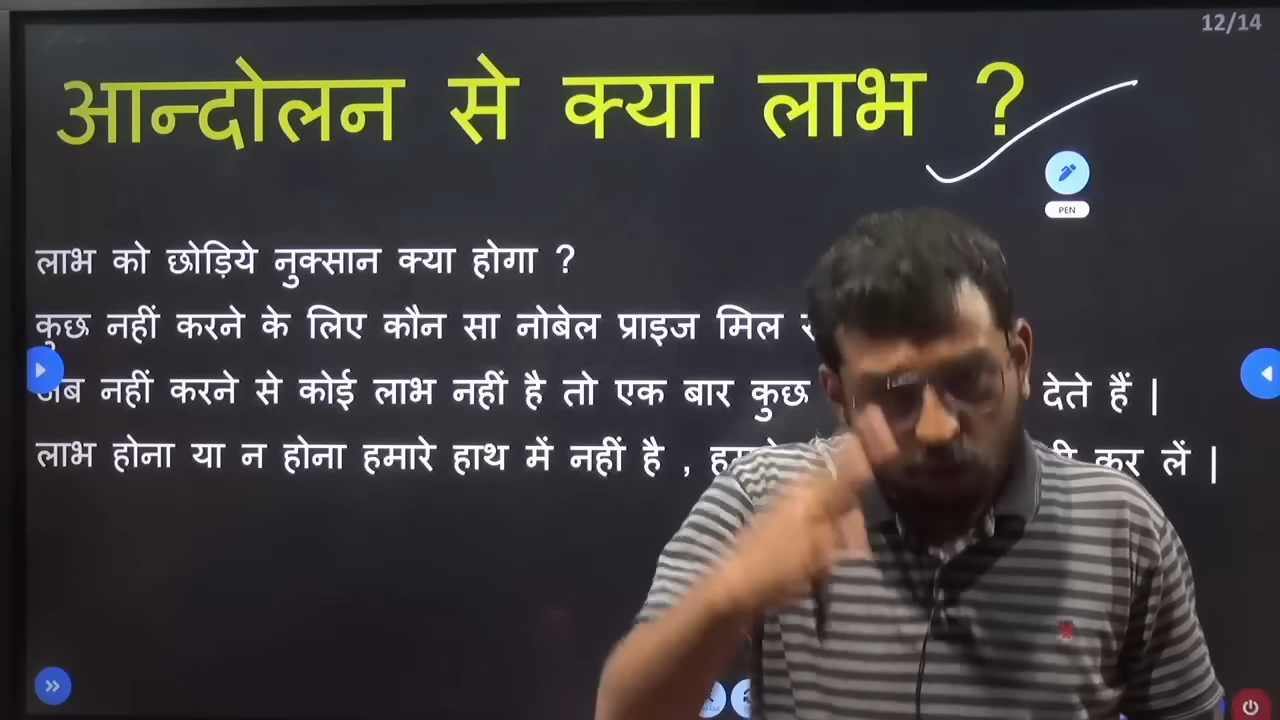 12/14
आन्दोलन से क्या लाभ ?
PEN
लाभ को छोड़िये नुक्सान क्या होगा ?
कुछ नहीं करने के लिए कौन सा नोबेल प्राइज मिल
नहीं करने से कोई लाभ नहीं है तो एक बार कुछ देते हैं |
लाभ होना या न होना हमारे हाथ में नहीं है , कर लें |